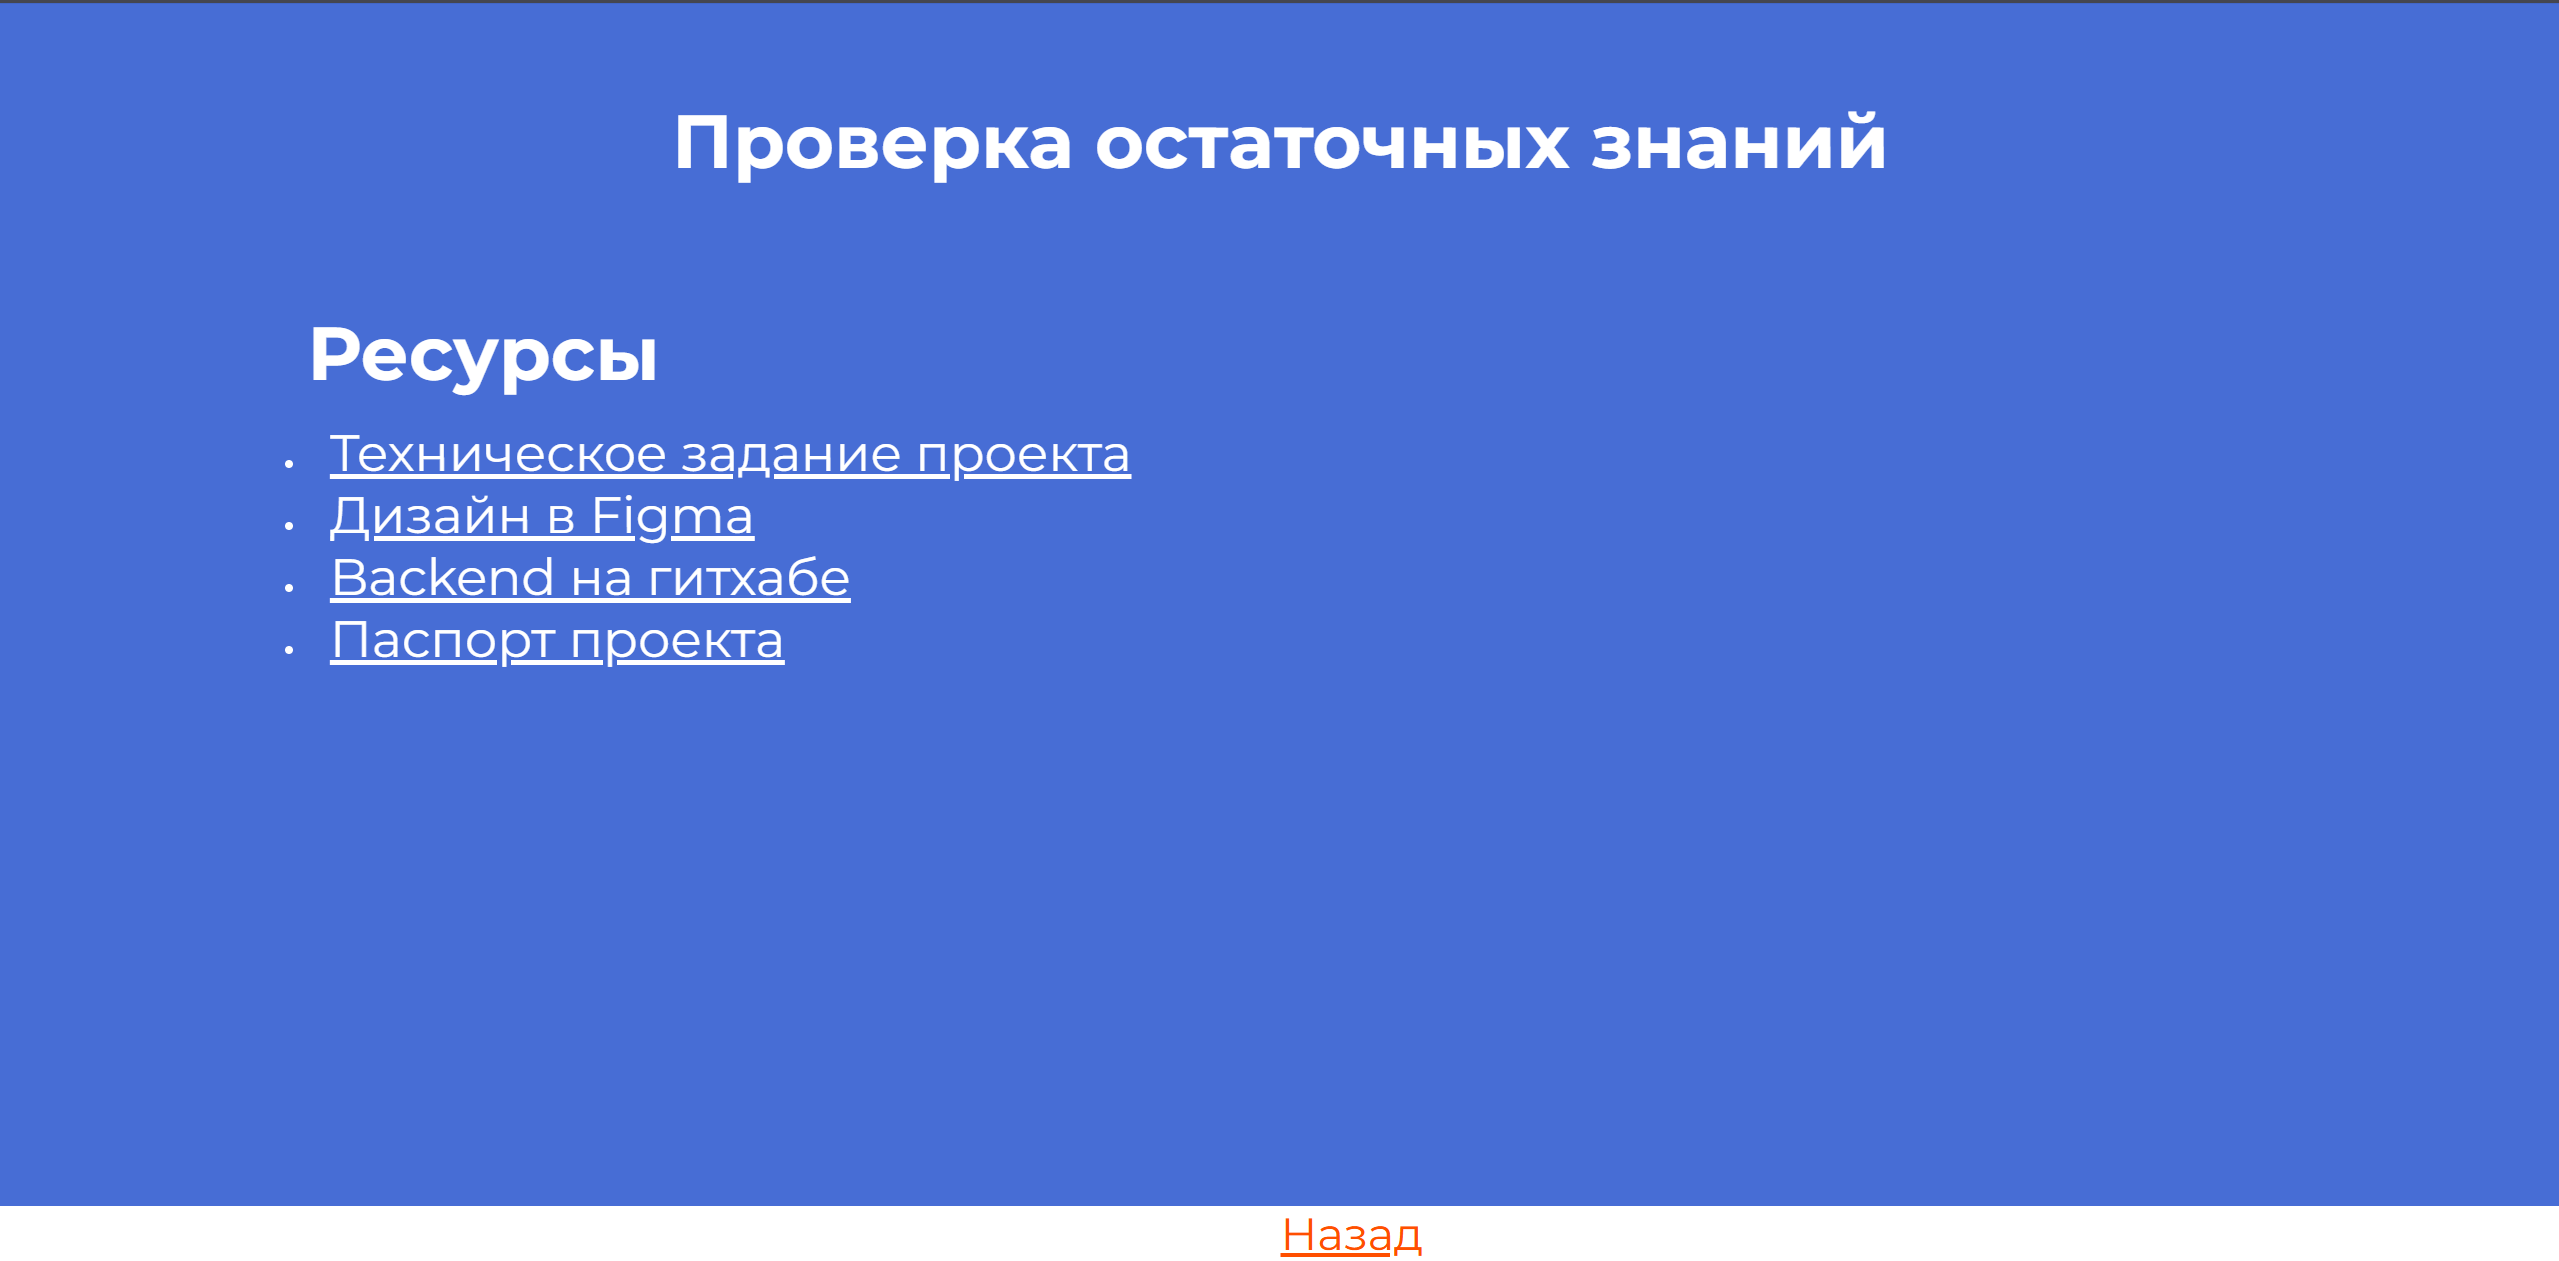 Проверка остаточных знаний
Ресурсы
Техническое задание проекта
Дизайн в Figma
Backend на гитхабе
Паспорт проекта
Назад